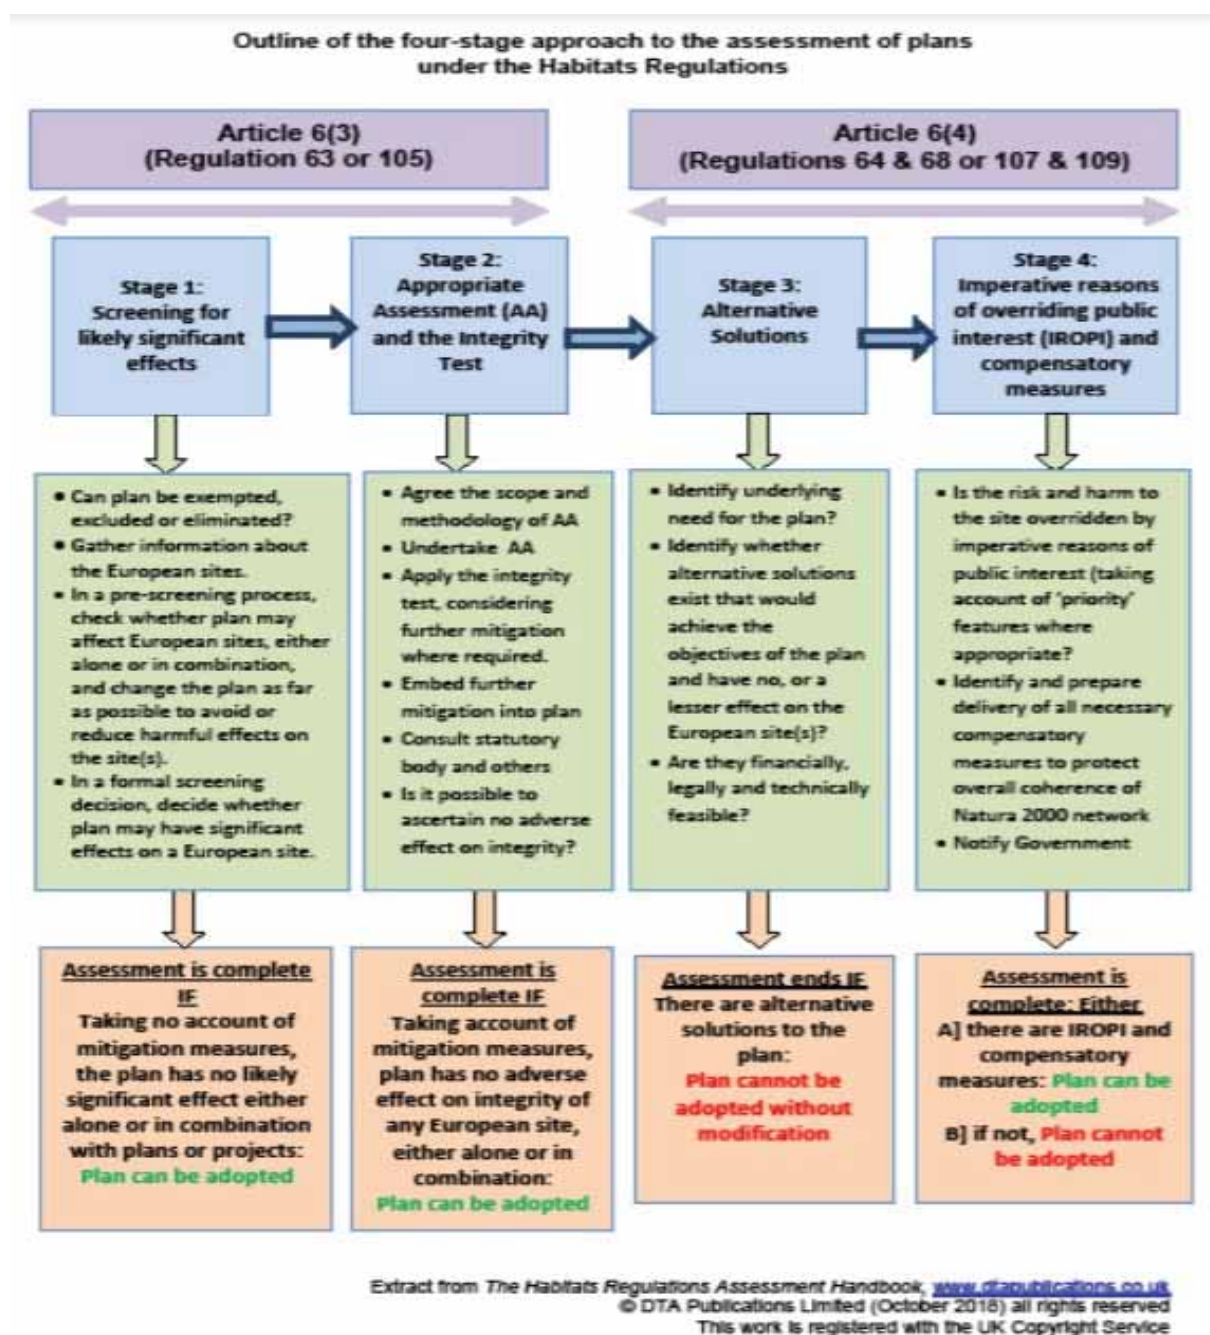 Outline of the four-stage approach to the assessment of plans
under the Habitats Regulations
Article 6(3)
(Regulation 63 or 105)
Article 6(4)
(Regulations 64 & 68 or 107 & 109)
Stage 1:
Screening for
likely significant
effects
Stage 2:
Appropriate
Assessment (AA)
and the Integrity
Test
Stage 3:
Alternative
Solutions
Stage 4:
Imperative reasons
of overriding public
interest (IROPI) and
compensatory
measures
• Can plan be exempted,
excluded or eliminated?
• Gather information about
the European sites.
• In a pre-screening process,
check whether plan may
affect European sites, either
alone or in combination,
and change the plan as far
as possible to avoid or
reduce harmful effects on
the site(s).
• In a formal screening
decision, decide whether
plan may have significant
effects on a European site.
• Agree the scope and
methodology of AA
• Undertake AA
• Apply the integrity
test, considering
further mitigation
where required.
• Embed further
mitigation into plan
• Consult statutory
body and others
• Is it possible to
ascertain no adverse
effect on integrity?
• Identify underlying
need for the plan?
• Identify whether
alternative solutions
exist that would
achieve the
objectives of the plan
and have no, or a
lesser effect on the
European site(s)?
• Are they financially,
legally and technically
feasible?
• Is the risk and harm to
the site overridden by
imperative reasons of
public interest (taking
account of ‘priority’
features where
appropriate?
• Identify and prepare
delivery of all necessary
compensatory
measures to protect
overall coherence of
Natura 2000 network
• Notify Government
Assessment is complete
IF
Taking no account of
mitigation measures,
the plan has no likely
significant effect either
alone or in combination
with plans or projects:
Plan can be adopted
Assessment is
complete IF
Taking account of
mitigation measures,
plan has no adverse
effect on integrity of
any European site,
either alone or in
combination:
Plan can be adopted
Assessment ends IF
There are alternative
solutions to the
plan:
Plan cannot be
adopted without
modification
Assessment is
complete: Either
A] there are IROPI and
compensatory
measures: Plan can be
adopted
B] if not, Plan cannot
be adopted
Extract from The Habitats Regulations Assessment Handbook, www.dtapublications.co.uk
© DTA Publications Limited (October 2018) all rights reserved
This work is registered with the UK Copyright Service